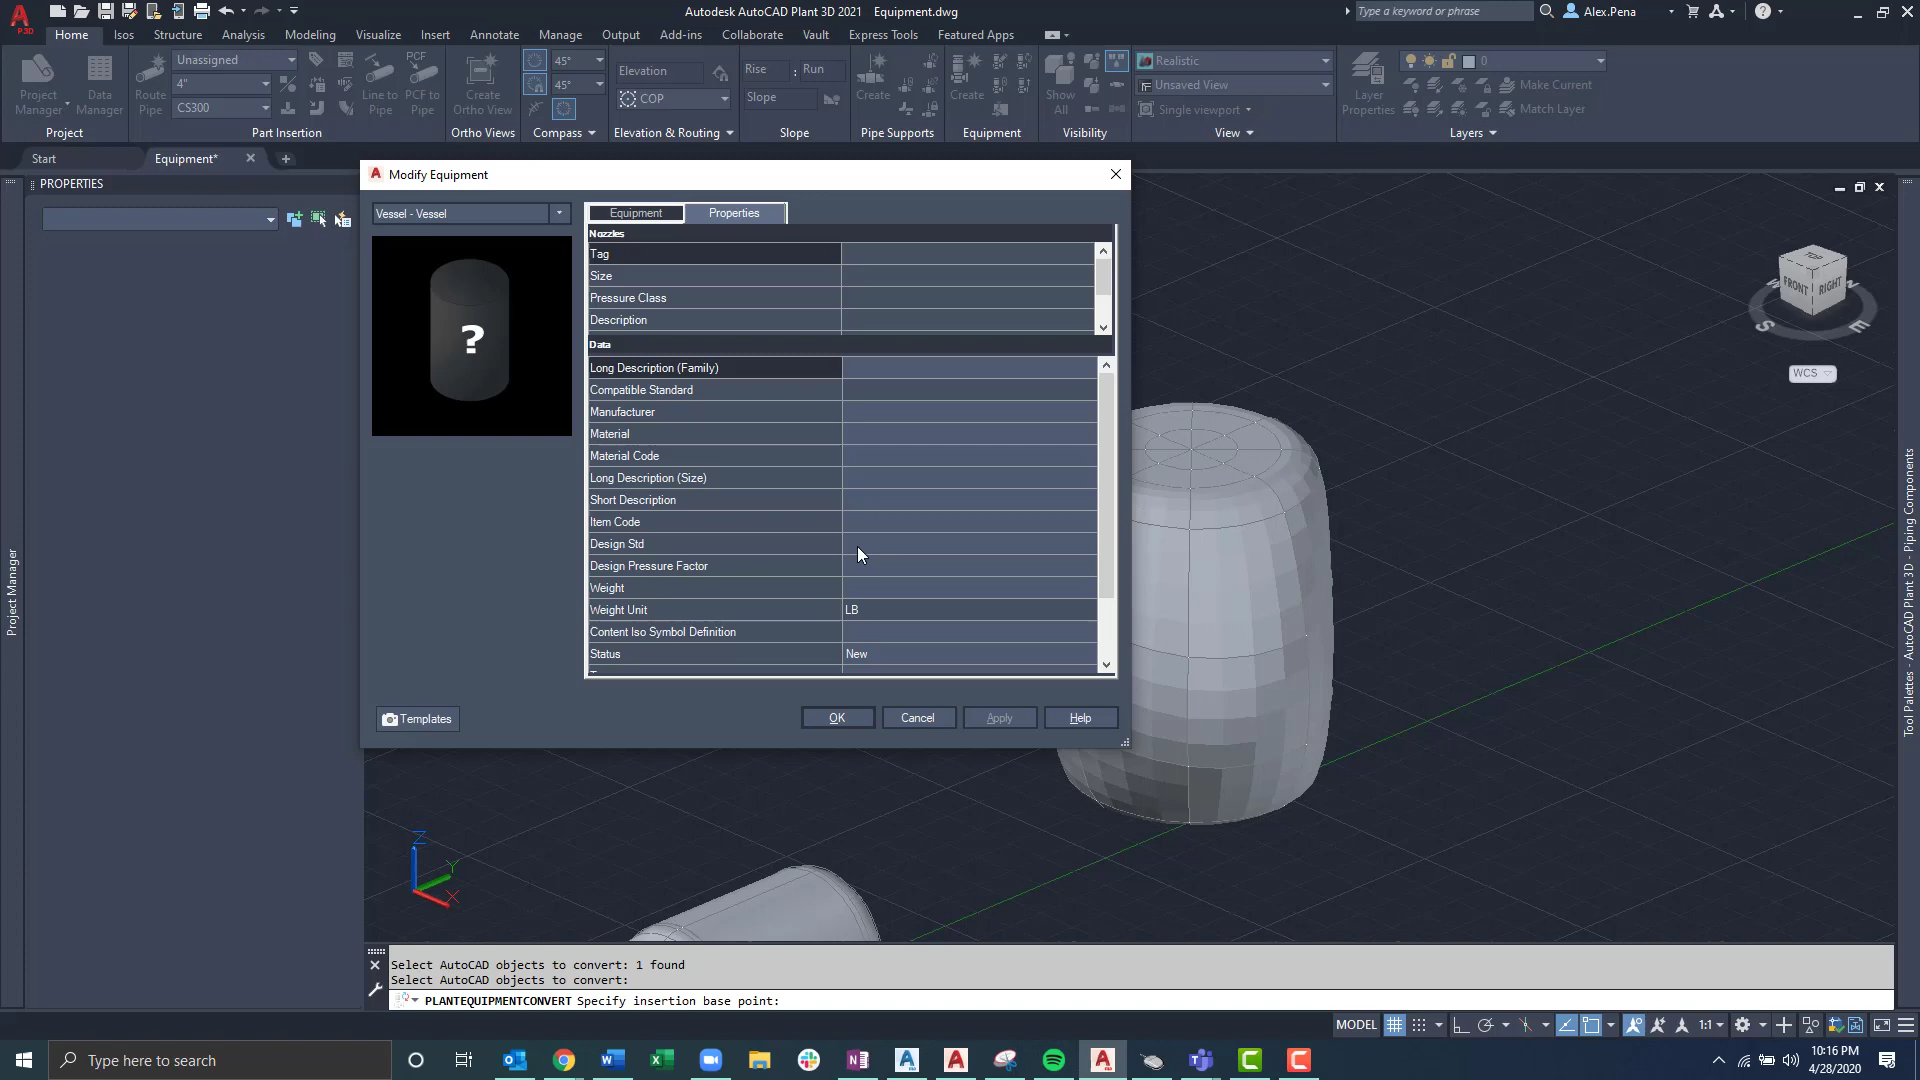 Autodesk AutoCAD Plant 3D 2021 Equipment.dwg
Type a keyword or phrase
Alex.Pena
P3D
Home Isos Structure Analysis Modeling Visualize Insert Annotate Manage Output Add-ins Collaborate Vault Express Tools Featured Apps
Project Manager
Data Manager
Project
Route Pipe
Unassigned
4"
CS300
Line to Pipe
PCF
PCF to Pipe
Part Insertion
Create Ortho View
Ortho Views
45°
45°
Compass
Elevation
COP
Elevation & Routing
Rise : Run
Slope
Slope
Create
Pipe Supports
Create
Equipment
Show All
Visibility
Realistic
Unsaved View
Single viewport
View
Layer Properties
0
Make Current
Match Layer
Layers
Start
Equipment*
PROPERTIES
Project Manager
Modify Equipment
Vessel - Vessel
?
Equipment
Properties
Nozzles
Tag
Size
Pressure Class
Description
Data
Long Description (Family)
Compatible Standard
Manufacturer
Material
Material Code
Long Description (Size)
Short Description
Item Code
Design Std
Design Pressure Factor
Weight
Weight Unit LB
Content Iso Symbol Definition
Status New
Templates
OK
Cancel
Apply
Help
TOP
FRONT
RIGHT
S
E
WCS
Tool Palettes - AutoCAD Plant 3D - Piping Components
Z
Y
X
Select AutoCAD objects to convert: 1 found
Select AutoCAD objects to convert:
PLANTEQUIPMENTCONVERT Specify insertion base point:
MODEL
1:1
Type here to search
10:16 PM
4/28/2020